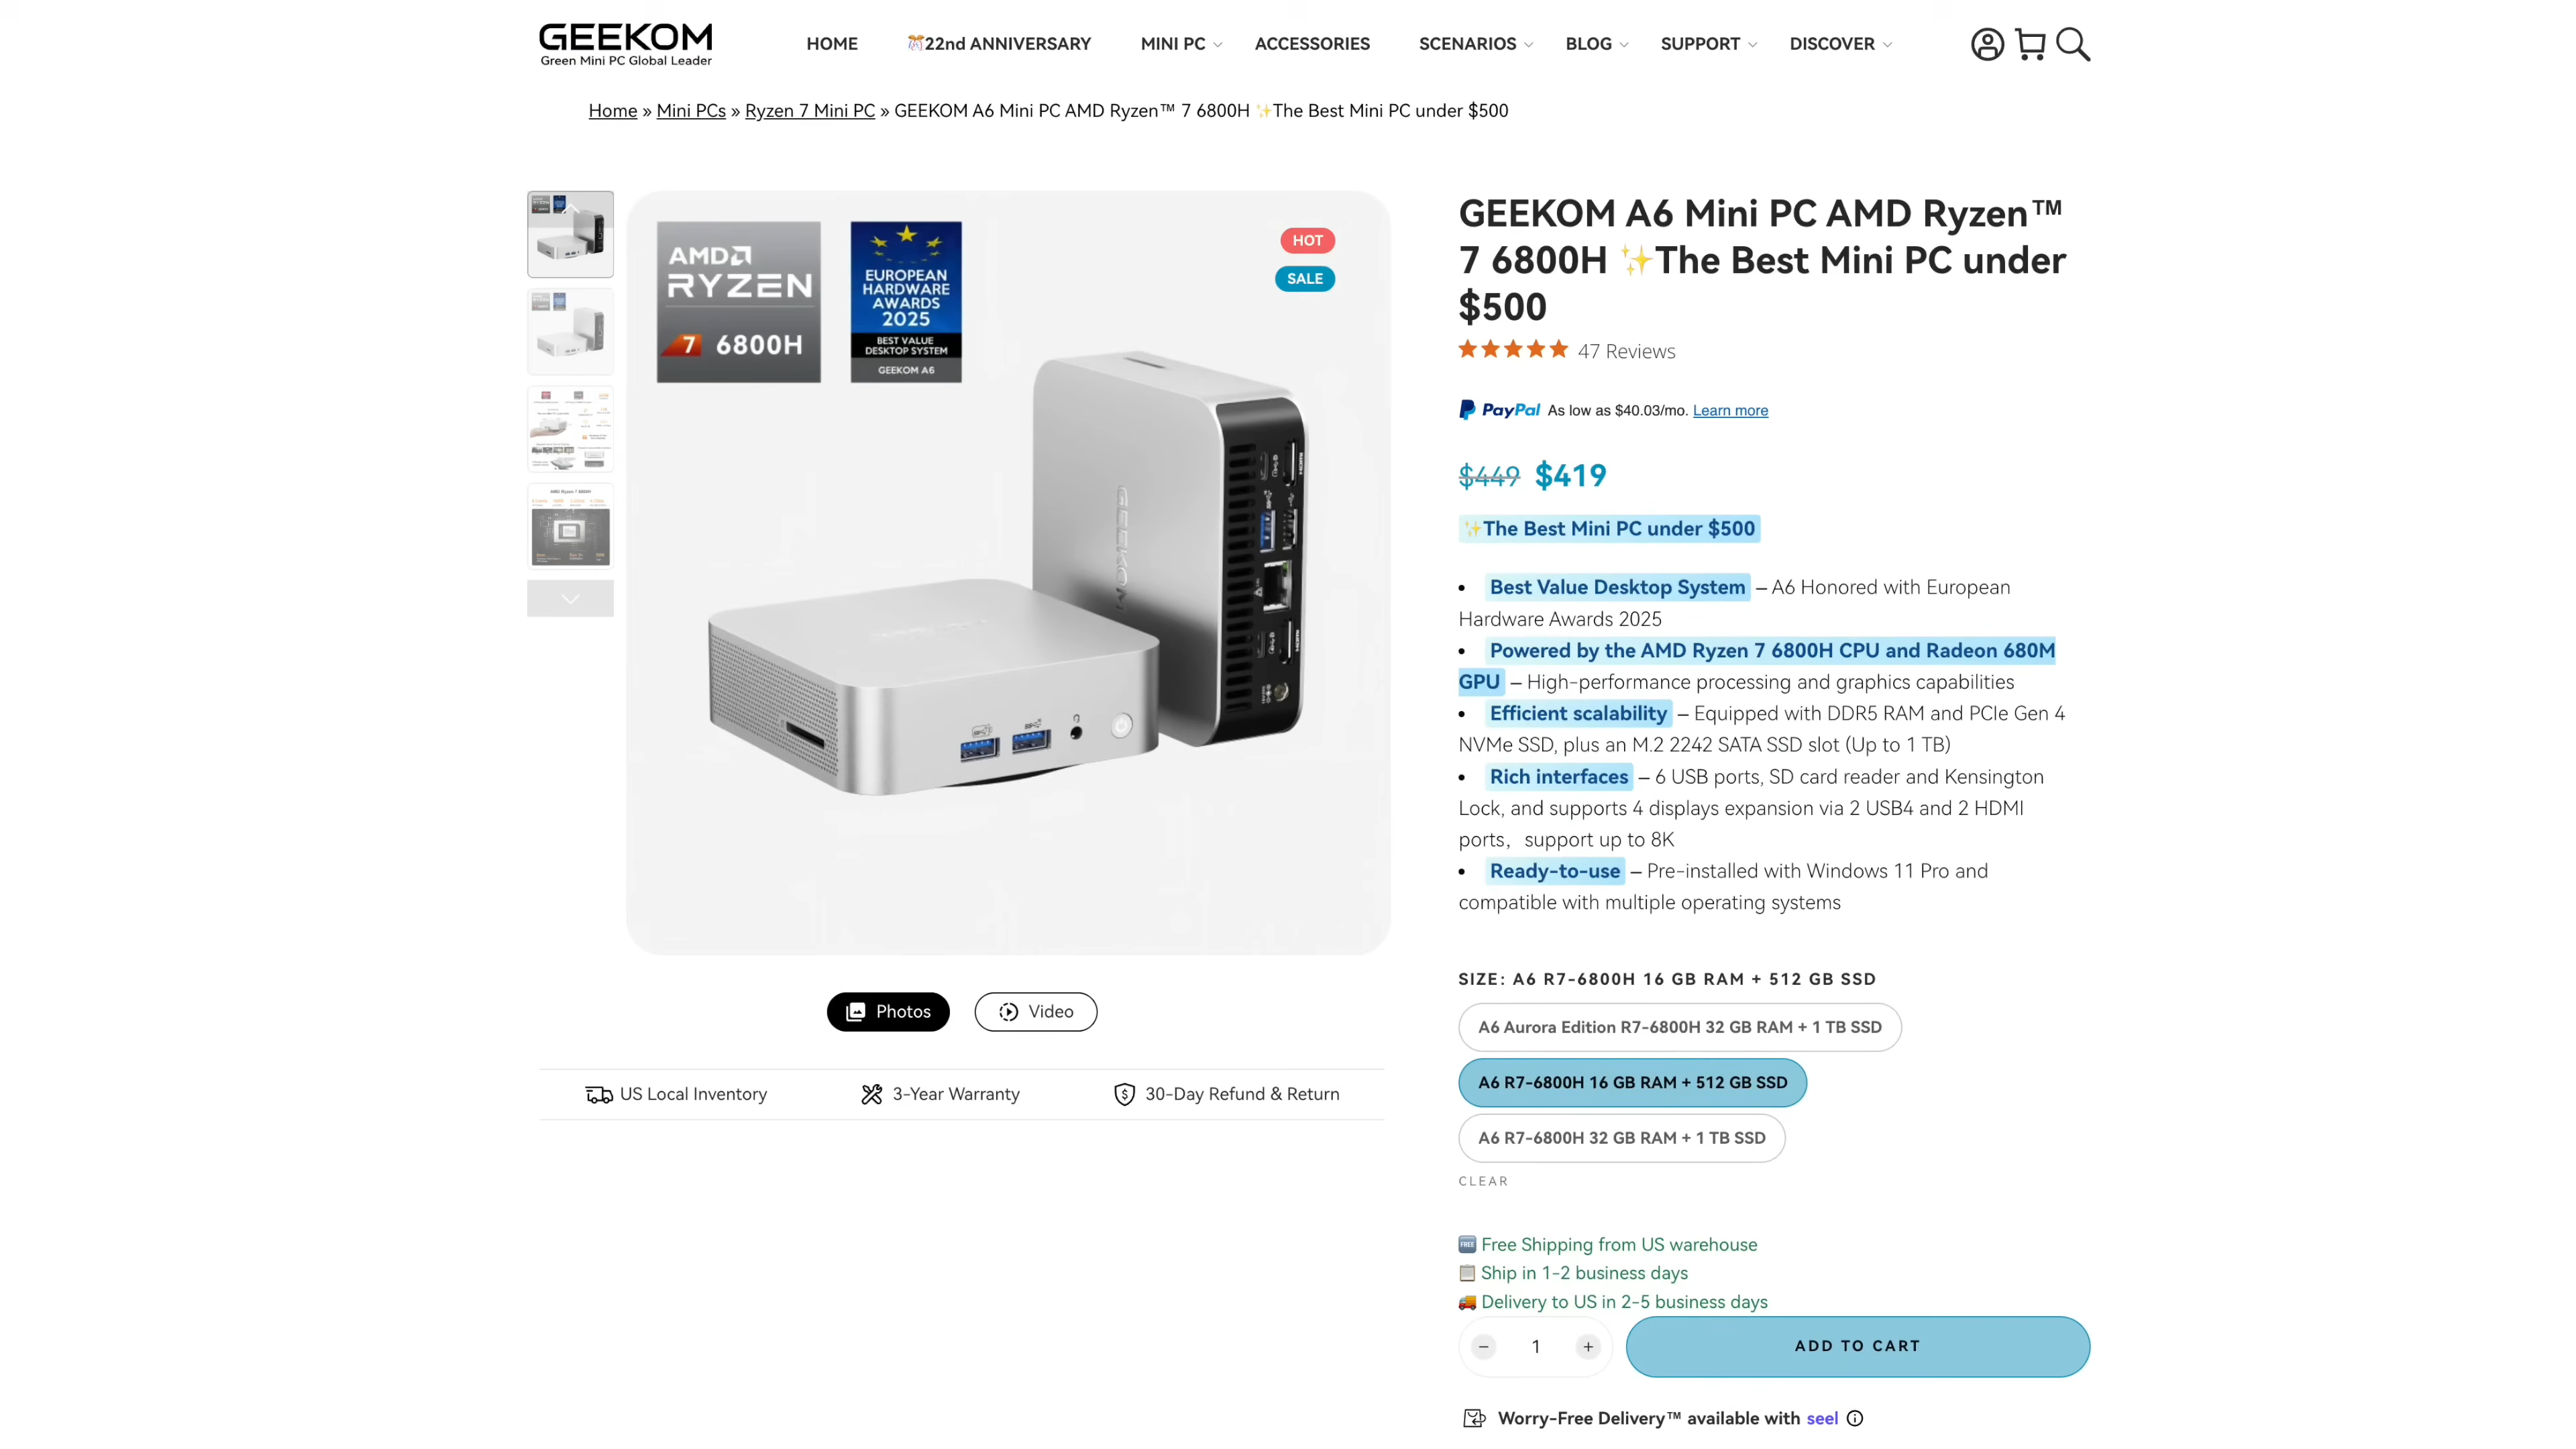 GEEKOM
Green Mini PC Global Leader
HOME
22nd ANNIVERSARY
MINI PC
ACCESSORIES
SCENARIOS
BLOG
SUPPORT
DISCOVER
Home » Mini PCs » Ryzen 7 Mini PC » GEEKOM A6 Mini PC AMD Ryzen™ 7 6800H ✨The Best Mini PC under $500
AMD
RYZEN
7 6800H
EUROPEAN
HARDWARE
AWARDS
2025
BEST VALUE
DESKTOP SYSTEM
GEEKOM A6
HOT
SALE
GEEKOM
Photos
Video
US Local Inventory
3-Year Warranty
30-Day Refund & Return
GEEKOM A6 Mini PC AMD Ryzen™
7 6800H ✨The Best Mini PC under
$500
47 Reviews
PayPal As low as $40.03/mo. Learn more
$449 $419
✨The Best Mini PC under $500
• Best Value Desktop System – A6 Honored with European
Hardware Awards 2025
• Powered by the AMD Ryzen 7 6800H CPU and Radeon 680M
GPU – High-performance processing and graphics capabilities
• Efficient scalability – Equipped with DDR5 RAM and PCIe Gen 4
NVMe SSD, plus an M.2 2242 SATA SSD slot (Up to 1 TB)
• Rich interfaces – 6 USB ports, SD card reader and Kensington
Lock, and supports 4 displays expansion via 2 USB4 and 2 HDMI
ports，support up to 8K
• Ready-to-use – Pre-installed with Windows 11 Pro and
compatible with multiple operating systems
SIZE: A6 R7-6800H 16 GB RAM + 512 GB SSD
A6 Aurora Edition R7-6800H 32 GB RAM + 1 TB SSD
A6 R7-6800H 16 GB RAM + 512 GB SSD
A6 R7-6800H 32 GB RAM + 1 TB SSD
CLEAR
🆓 Free Shipping from US warehouse
📋 Ship in 1-2 business days
🚚 Delivery to US in 2-5 business days
− 1 +
ADD TO CART
Worry-Free Delivery™ available with seel